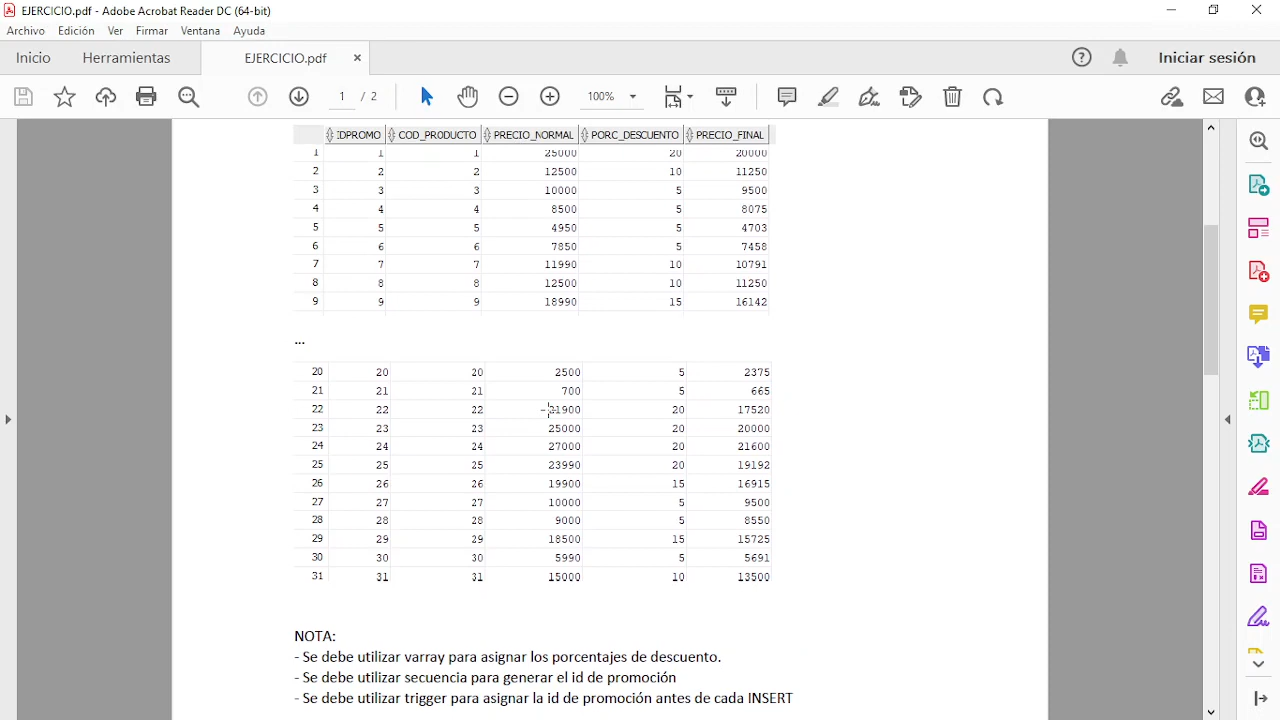 EJERCICIO.pdf - Adobe Acrobat Reader DC (64-bit)
Archivo Edición Ver Firmar Ventana Ayuda
Inicio Herramientas EJERCICIO.pdf × Iniciar sesión
1 / 2 100%
IDPROMO COD_PRODUCTO PRECIO_NORMAL PORC_DESCUENTO PRECIO_FINAL
1 1 1 25000 20 20000
2 2 2 12500 10 11250
3 3 3 10000 5 9500
4 4 4 8500 5 8075
5 5 5 4950 5 4703
6 6 6 7850 5 7458
7 7 7 11990 10 10791
8 8 8 12500 10 11250
9 9 9 18990 15 16142
...
20 20 20 2500 5 2375
21 21 21 700 5 665
22 22 22 21900 20 17520
23 23 23 25000 20 20000
24 24 24 27000 20 21600
25 25 25 23990 20 19192
26 26 26 19900 15 16915
27 27 27 10000 5 9500
28 28 28 9000 5 8550
29 29 29 18500 15 15725
30 30 30 5990 5 5691
31 31 31 15000 10 13500
NOTA:
- Se debe utilizar varray para asignar los porcentajes de descuento.
- Se debe utilizar secuencia para generar el id de promoción
- Se debe utilizar trigger para asignar la id de promoción antes de cada INSERT